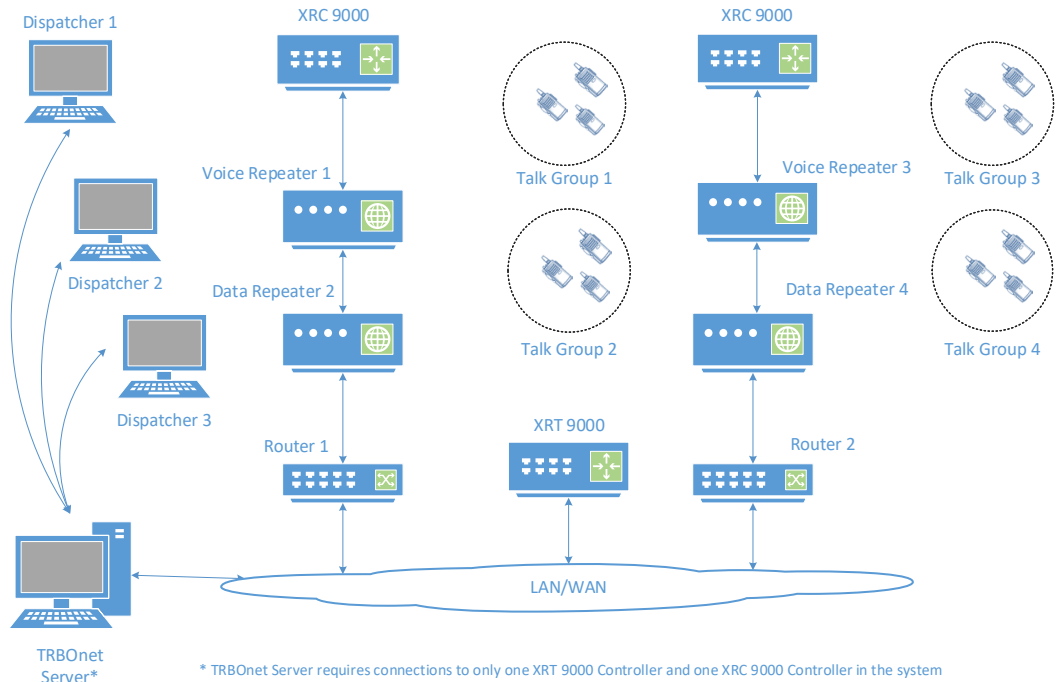 Dispatcher 1
XRC 9000
XRC 9000
Voice Repeater 1
Talk Group 1
Voice Repeater 3
Talk Group 3
Dispatcher 2
Data Repeater 2
Data Repeater 4
Talk Group 2
Talk Group 4
Dispatcher 3
XRT 9000
Router 1
Router 2
LAN/WAN
TRBOnet
Server*
* TRBOnet Server requires connections to only one XRT 9000 Controller and one XRC 9000 Controller in the system